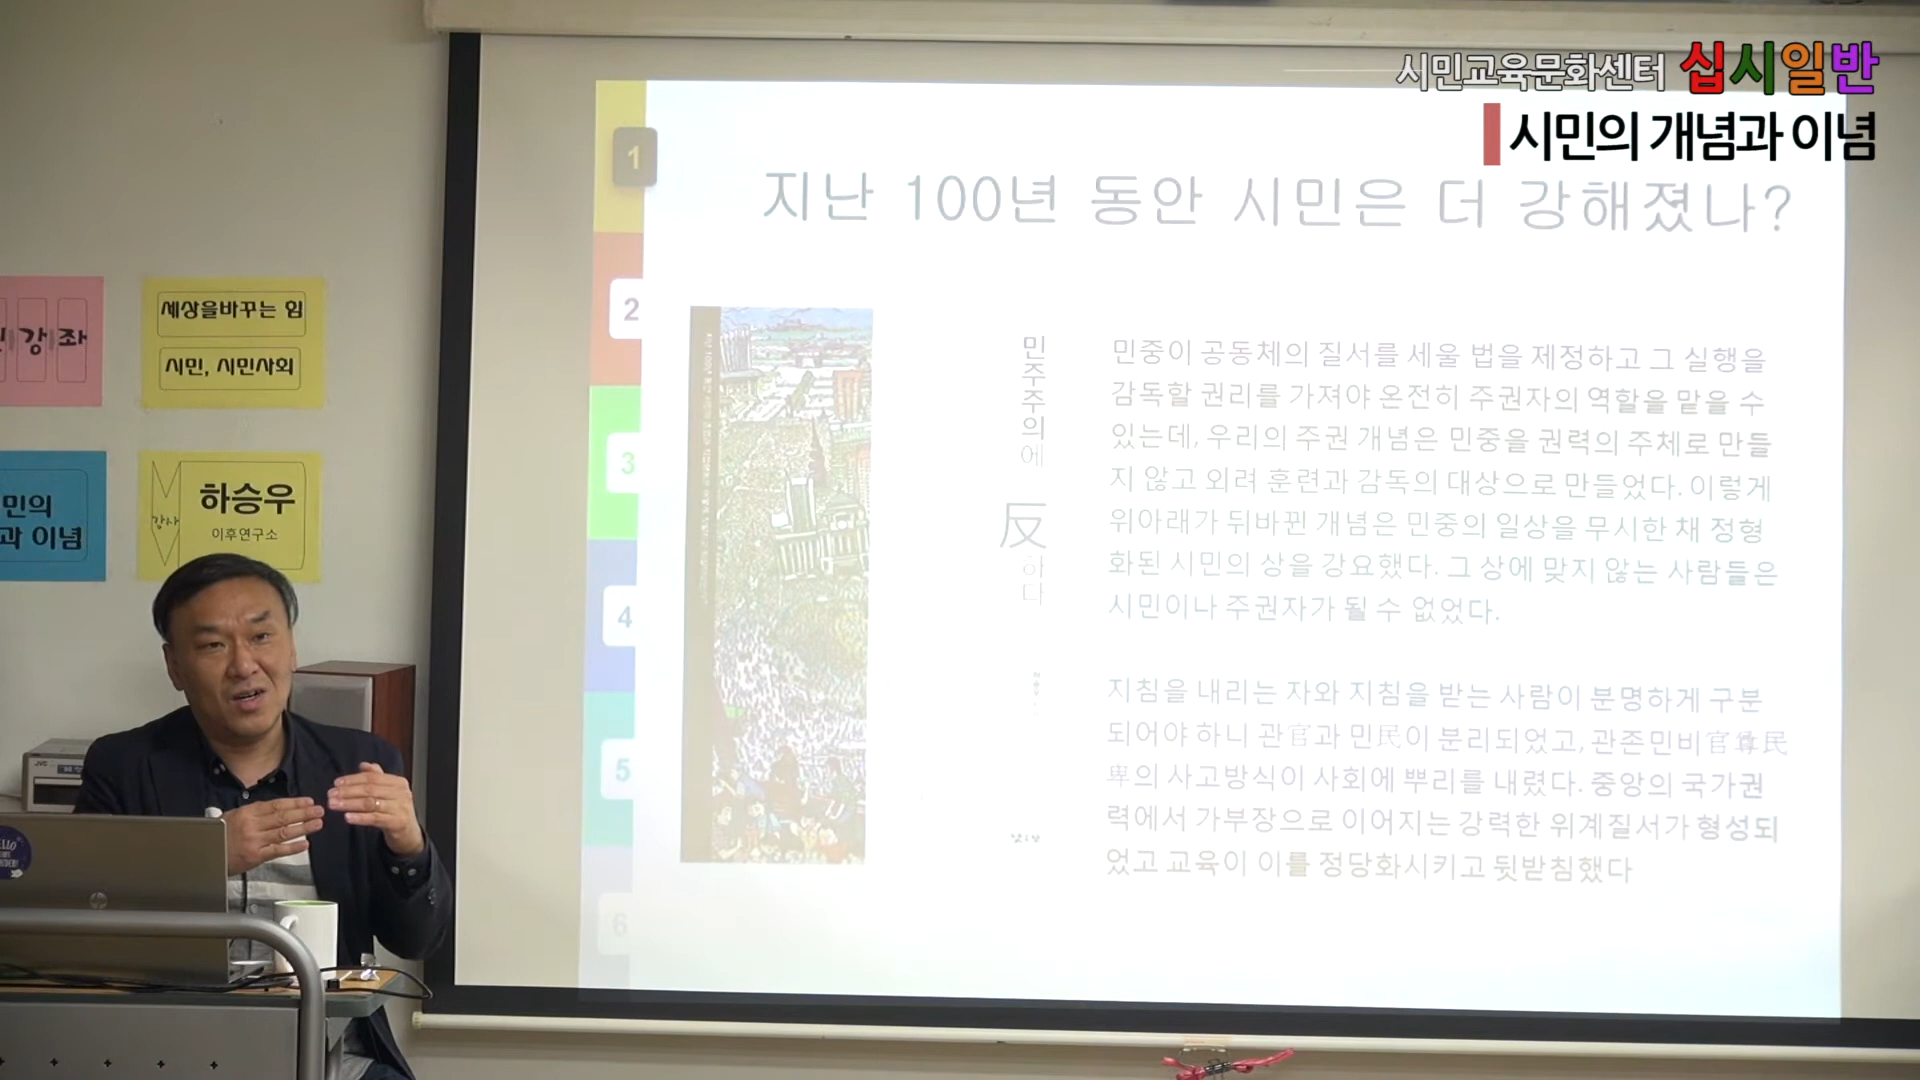 시민교육문화센터 십시일반
시민의 개념과 이념
1
지난 100년 동안 시민은 더 강해졌나?
2
3
4
5
6
민주주의에
反
하다
민중이 공동체의 질서를 세울 법을 제정하고 그 실행을
감독할 권리를 가져야 온전히 주권자의 역할을 맡을 수
있는데, 우리의 주권 개념은 민중을 권력의 주체로 만들
지 않고 외려 훈련과 감독의 대상으로 만들었다. 이렇게
위아래가 뒤바뀐 개념은 민중의 일상을 무시한 채 정형
화된 시민의 상을 강요했다. 그 상에 맞지 않는 사람들은
시민이나 주권자가 될 수 없었다.
지침을 내리는 자와 지침을 받는 사람이 분명하게 구분
되어야 하니 관官과 민民이 분리되었고, 관존민비官尊民
卑의 사고방식이 사회에 뿌리를 내렸다. 중앙의 국가권
력에서 가부장으로 이어지는 강력한 위계질서가 형성되
었고 교육이 이를 정당화시키고 뒷받침했다
강좌
세상을바꾸는 힘
시민, 시민사회
민의
과 이념
강사
하승우
이후연구소
JVC